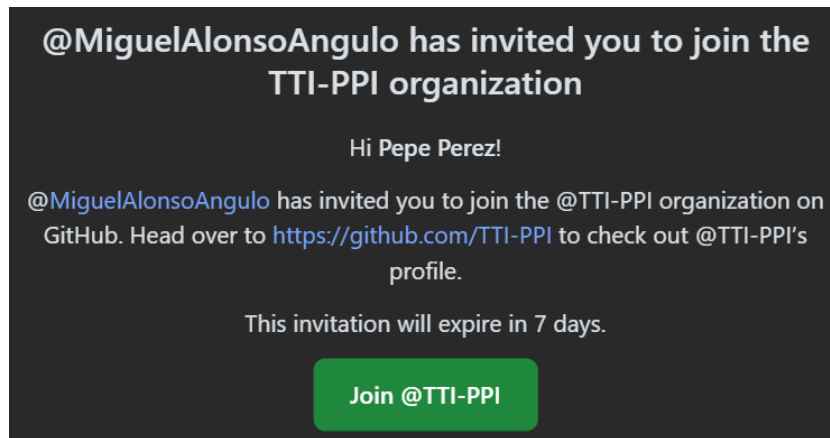 @MiguelAlonsoAngulo has invited you to join the
TTI-PPI organization
Hi Pepe Perez!
@MiguelAlonsoAngulo has invited you to join the @TTI-PPI organization on
GitHub. Head over to https://github.com/TTI-PPI to check out @TTI-PPI’s
profile.
This invitation will expire in 7 days.
Join @TTI-PPI